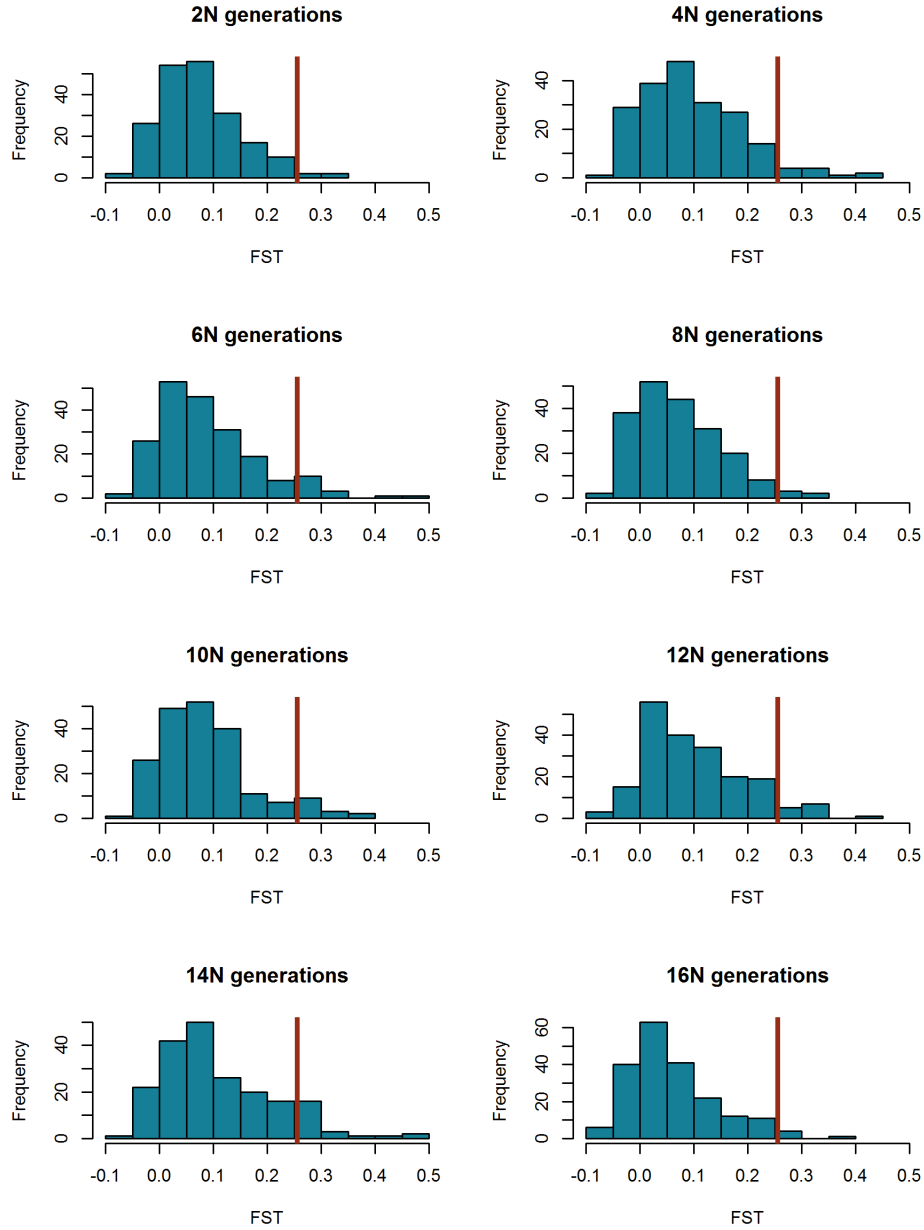 2N generations
Frequency
0 20 40
-0.1 0.0 0.1 0.2 0.3 0.4 0.5
FST
4N generations
Frequency
0 20 40
-0.1 0.0 0.1 0.2 0.3 0.4 0.5
FST
6N generations
Frequency
0 20 40
-0.1 0.0 0.1 0.2 0.3 0.4 0.5
FST
8N generations
Frequency
0 20 40
-0.1 0.0 0.1 0.2 0.3 0.4 0.5
FST
10N generations
Frequency
0 20 40
-0.1 0.0 0.1 0.2 0.3 0.4 0.5
FST
12N generations
Frequency
0 20 40
-0.1 0.0 0.1 0.2 0.3 0.4 0.5
FST
14N generations
Frequency
0 20 40
-0.1 0.0 0.1 0.2 0.3 0.4 0.5
FST
16N generations
Frequency
0 20 40 60
-0.1 0.0 0.1 0.2 0.3 0.4 0.5
FST